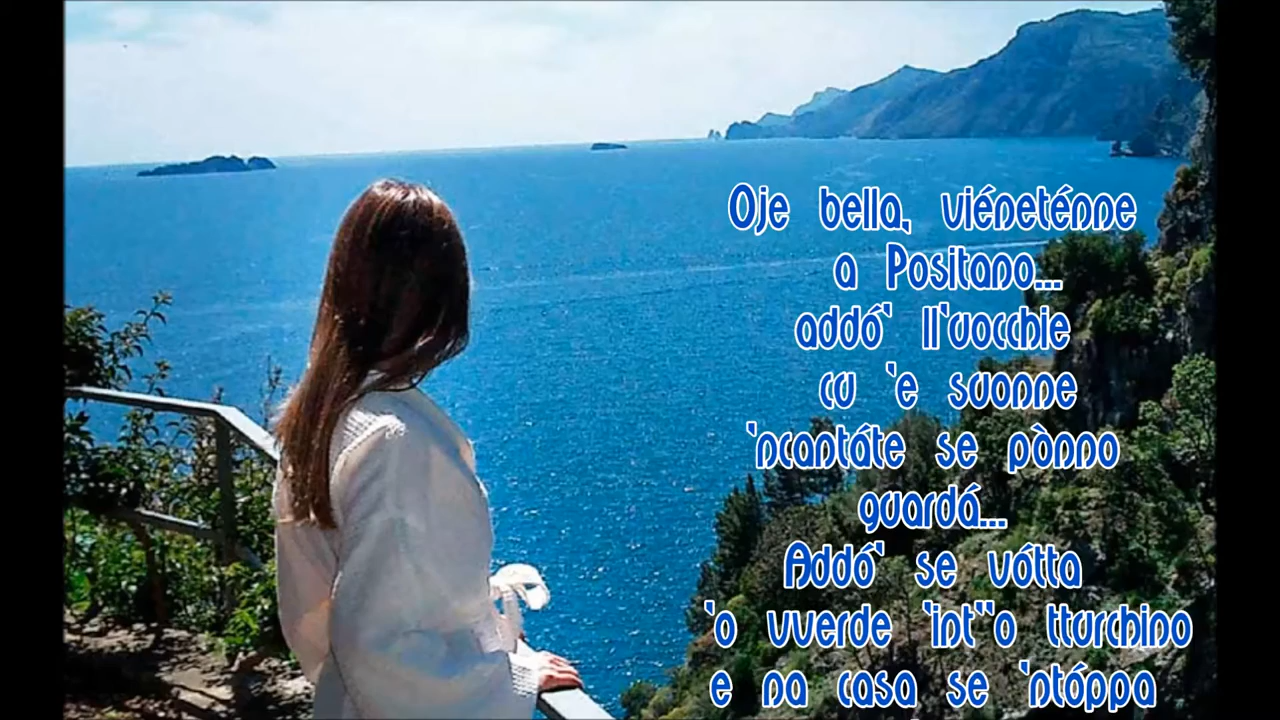 Oje bella, viéneténne
a Positano...
addó' ll'uocchie
cu 'e suonne
'ncantáte se pònno
guardá...
Addó' se vótta
'o vverde 'int''o tturchino
e na casa se 'ntóppa